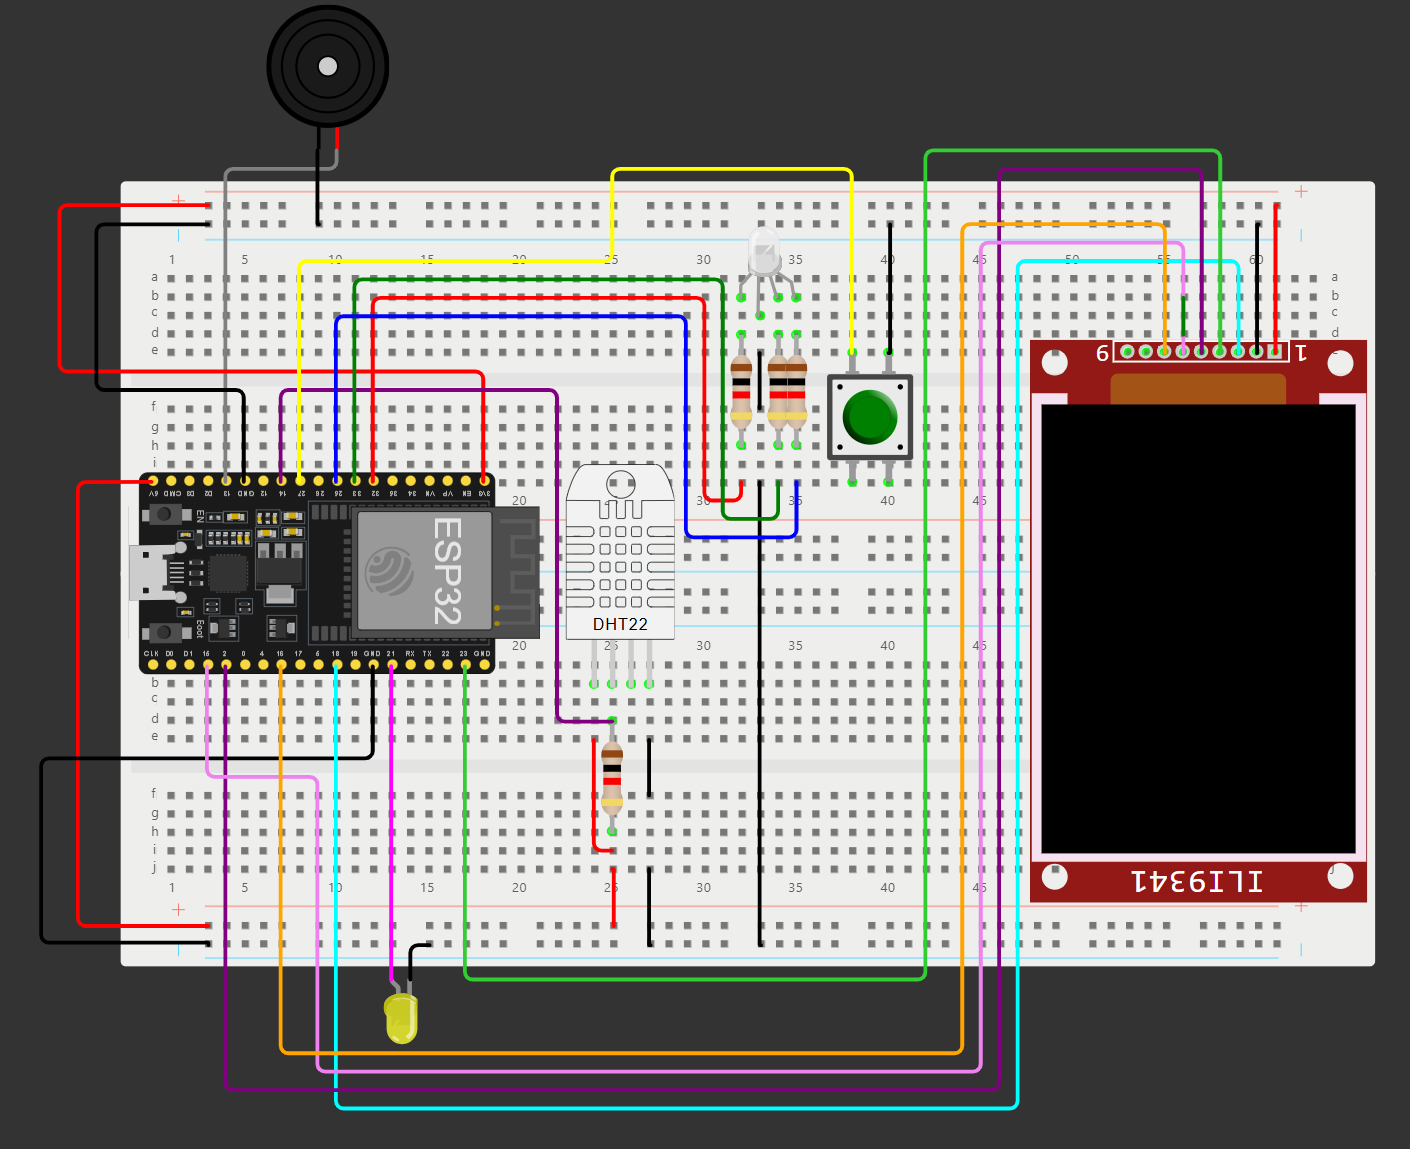 + +
1 5 10 15 20 25 30 35 40 45 50 55 60
a a
b b
c c
d d
e
9 1
f
g
h
i
5V CMD D3 D2 13 GND 12 14 27 26 25 33 32 35 34 VN VP EN 3V3
20 25 30 35 40 45
EN
ESP32
DHT22
Boot
CLK D0 D1 15 2 0 4 16 17 5 18 19 GND 21 RX TX 22 23 GND
20 25 30 35 40 45
b
c
d
e
f
g
h
i
j j
ILI9341
1 5 10 15 20 25 30 35 40 45
+ +